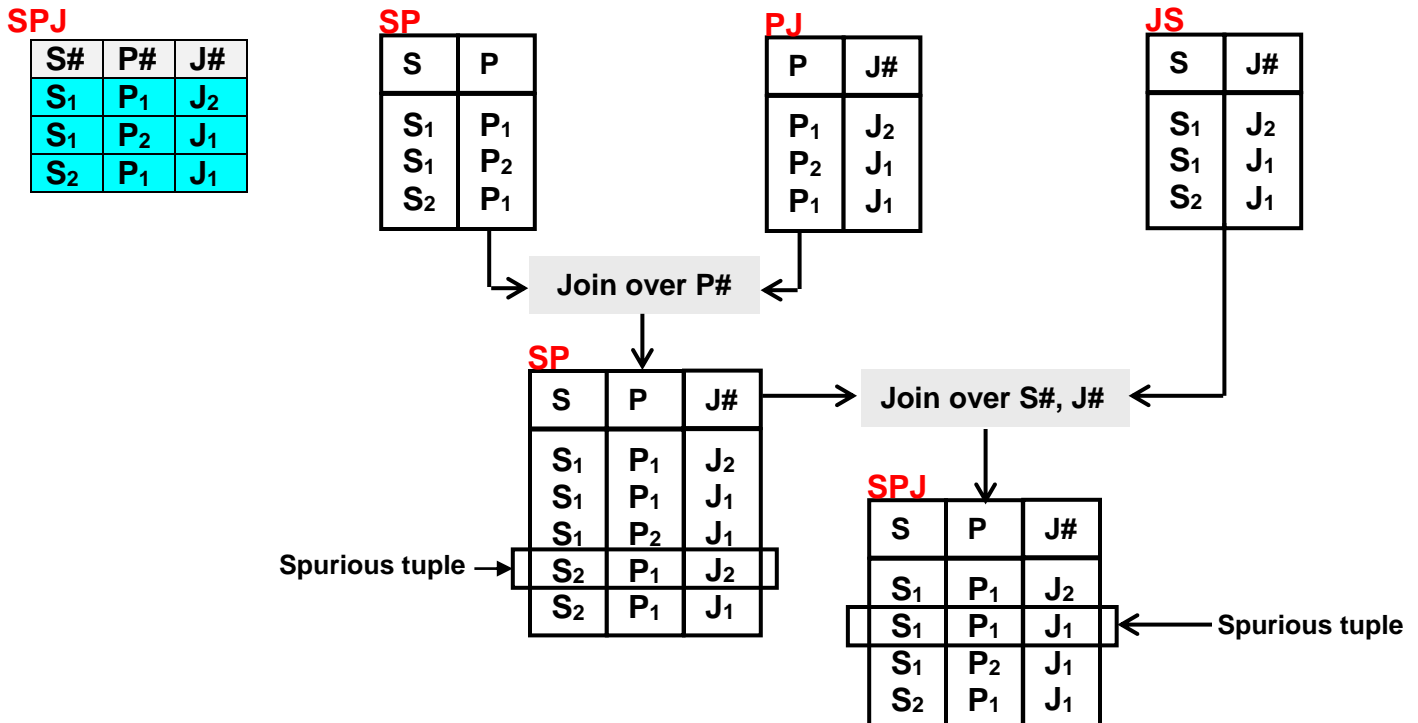 SPJ
S# P# J#
S₁ P₁ J₂
S₁ P₂ J₁
S₂ P₁ J₁
SP
S P
S₁ P₁
S₁ P₂
S₂ P₁
PJ
P J#
P₁ J₂
P₂ J₁
P₁ J₁
JS
S J#
S₁ J₂
S₁ J₁
S₂ J₁
Join over P#
SP
S P J#
S₁ P₁ J₂
S₁ P₁ J₁
S₁ P₂ J₁
S₂ P₁ J₂
S₂ P₁ J₁
Spurious tuple
Join over S#, J#
SPJ
S P J#
S₁ P₁ J₂
S₁ P₁ J₁
S₁ P₂ J₁
S₂ P₁ J₁
Spurious tuple